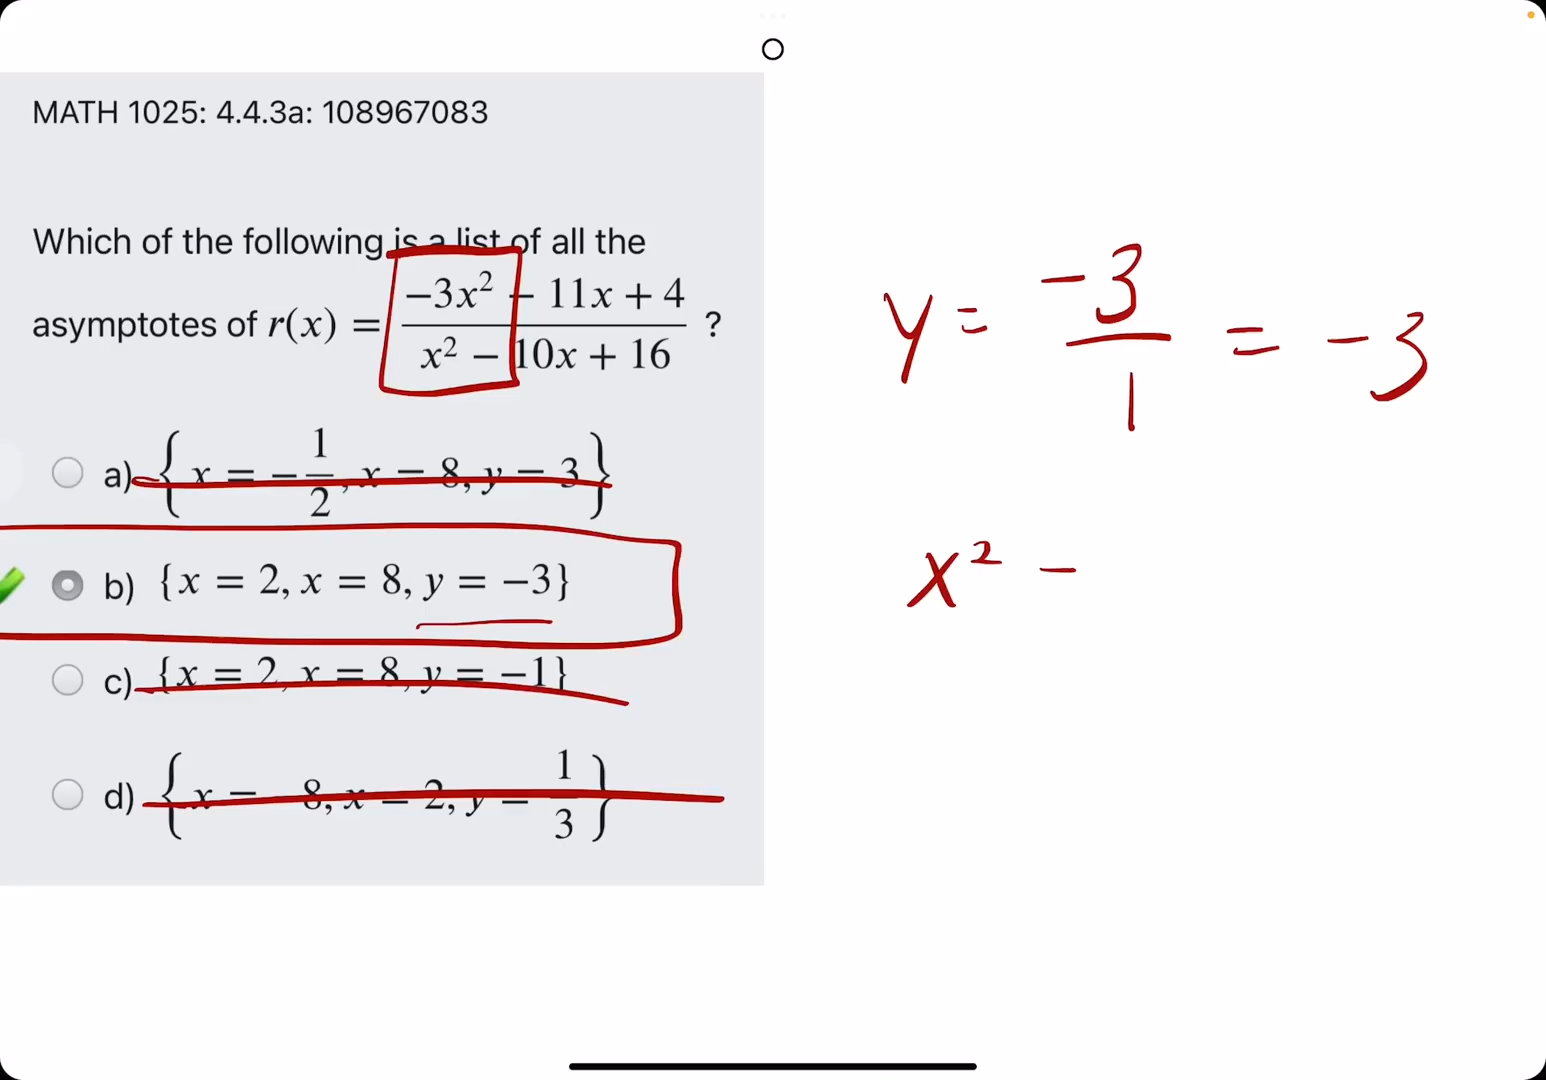 MATH 1025: 4.4.3a: 108967083
Which of the following is a list of all the
asymptotes of r(x) = (−3x² − 11x + 4)/(x² − 10x + 16) ?
a) {x = −1/2, x = 8, y = 3}
b) {x = 2, x = 8, y = −3}
c) {x = 2, x = 8, y = −1}
d) {x = −8, x = 2, y = 1/3}
y = −3/1 = −3
x² −